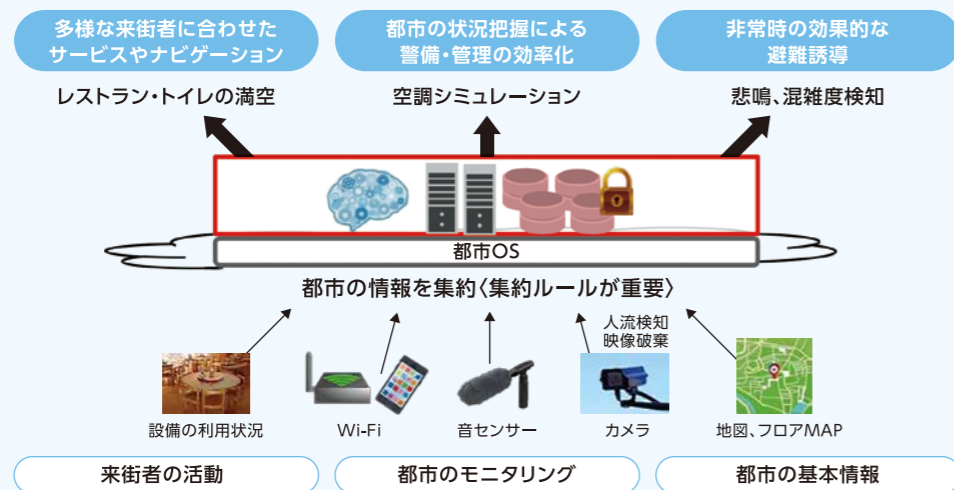 多様な来街者に合わせた
サービスやナビゲーション
都市の状況把握による
警備・管理の効率化
非常時の効果的な
避難誘導
レストラン・トイレの満空
空調シミュレーション
悲鳴、混雑度検知
都市OS
都市の情報を集約〈集約ルールが重要〉
人流検知
映像破棄
設備の利用状況
Wi-Fi
音センサー
カメラ
地図、フロアMAP
来街者の活動
都市のモニタリング
都市の基本情報